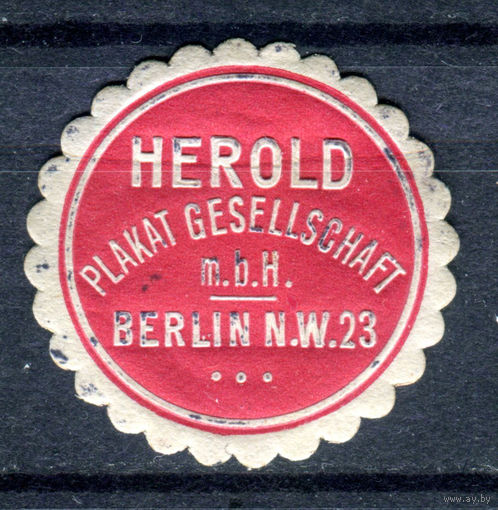 HEROLD
PLAKAT GESELLSCHAFT
m.b.H.
BERLIN N.W.23
www.ay.by